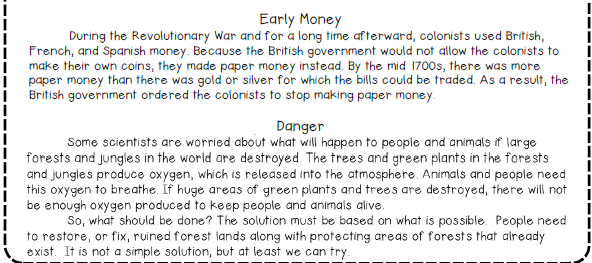 Early Money
During the Revolutionary War and for a long time afterward, colonists used British,
French, and Spanish money. Because the British government would not allow the colonists to
make their own coins, they made paper money instead. By the mid 1700s, there was more
paper money than there was gold or silver for which the bills could be traded. As a result, the
British government ordered the colonists to stop making paper money.
Danger
Some scientists are worried about what will happen to people and animals if large
forests and jungles in the world are destroyed. The trees and green plants in the forests
and jungles produce oxygen, which is released into the atmosphere. Animals and people need
this oxygen to breathe. If huge areas of green plants and trees are destroyed, there will not
be enough oxygen produced to keep people and animals alive.
So, what should be done? The solution must be based on what is possible. People need
to restore, or fix, ruined forest lands along with protecting areas of forests that already
exist. It is not a simple solution, but at least we can try.